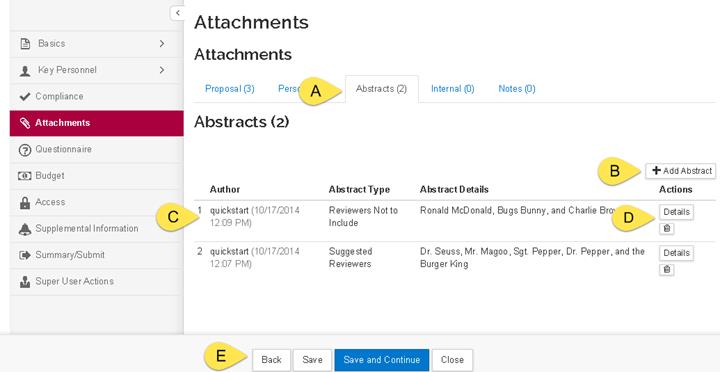 Attachments
Basics
Key Personnel
Compliance
Attachments
Questionnaire
Budget
Access
Supplemental Information
Summary/Submit
Super User Actions
Attachments
Proposal (3)
A
Abstracts (2)
Internal (0)
Notes (0)
Abstracts (2)
B
Add Abstract
Author
Abstract Type
Abstract Details
Actions
C
1
quickstart (10/17/2014
12:09 PM)
Reviewers Not to
Include
Ronald McDonald, Bugs Bunny, and Charlie
D
Details
2
quickstart (10/17/2014
12:07 PM)
Suggested
Reviewers
Dr. Seuss, Mr. Magoo, Sgt. Pepper, Dr. Pepper, and the
Burger King
Details
E
Back
Save
Save and Continue
Close